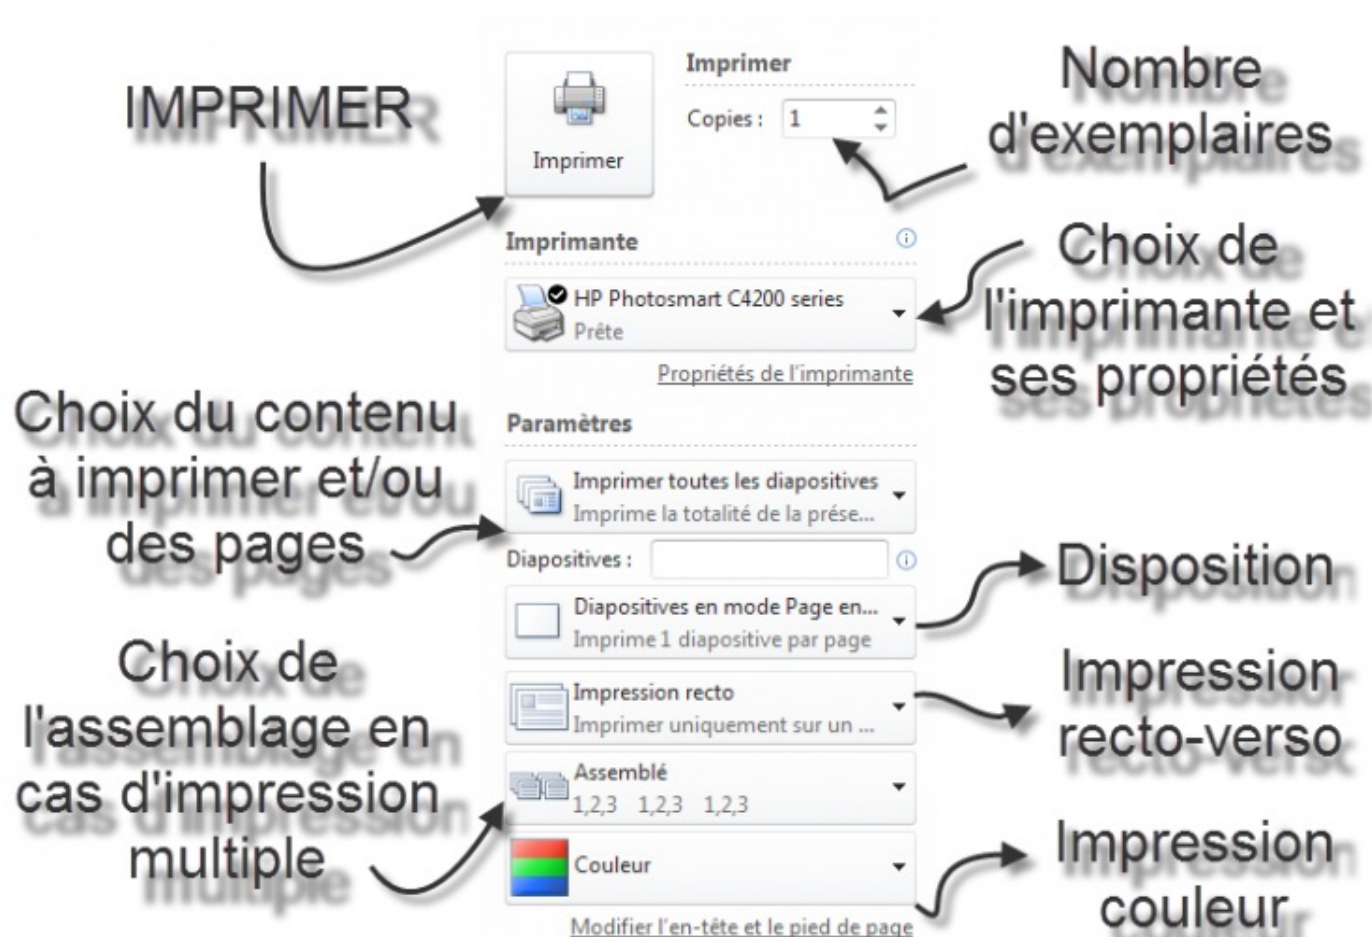 IMPRIMER
Imprimer
Imprimer
Copies : 1
Nombre
d'exemplaires
Imprimante
HP Photosmart C4200 series
Prête
Propriétés de l'imprimante
Choix de
l'imprimante et
ses propriétés
Choix du contenu
à imprimer et/ou
des pages
Paramètres
Imprimer toutes les diapositives
Imprime la totalité de la prése...
Diapositives :
Diapositives en mode Page en...
Imprime 1 diapositive par page
Disposition
Impression recto
Imprimer uniquement sur un ...
Impression
recto-verso
Choix de
l'assemblage en
cas d'impression
multiple
Assemblé
1,2,3 1,2,3 1,2,3
Couleur
Impression
couleur
Modifier l'en-tête et le pied de page